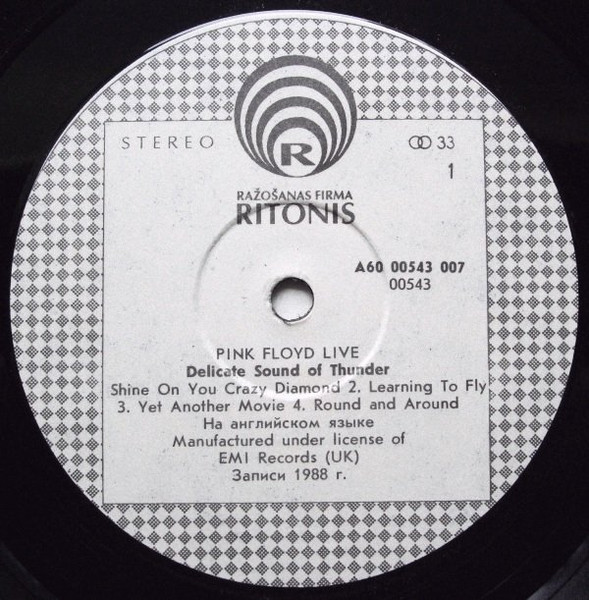 STEREO
33
R
1
RAŽOŠANAS FIRMA
RITONIS
A60 00543 007
00543
PINK FLOYD LIVE
Delicate Sound of Thunder
Shine On You Crazy Diamond 2. Learning To Fly
3. Yet Another Movie 4. Round and Around
На английском языке
Manufactured under license of
EMI Records (UK)
Записи 1988 г.